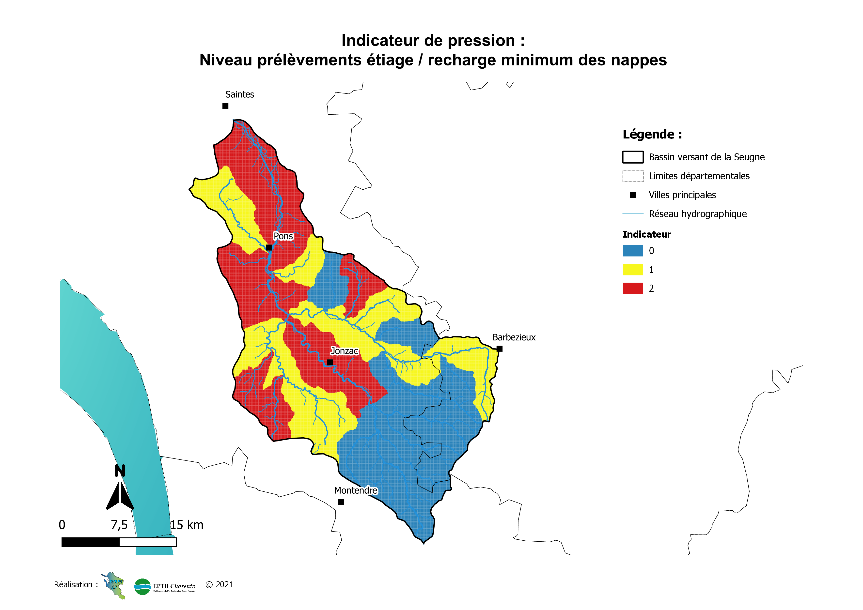 Indicateur de pression :
Niveau prélèvements étiage / recharge minimum des nappes
Saintes
Légende :
Bassin versant de la Seugne
Limites départementales
Villes principales
Réseau hydrographique
Indicateur
0
1
2
Pons
Barbezieux
Jonzac
Montendre
N
0 7,5 15 km
Réalisation :
EPTB Charente
© 2021